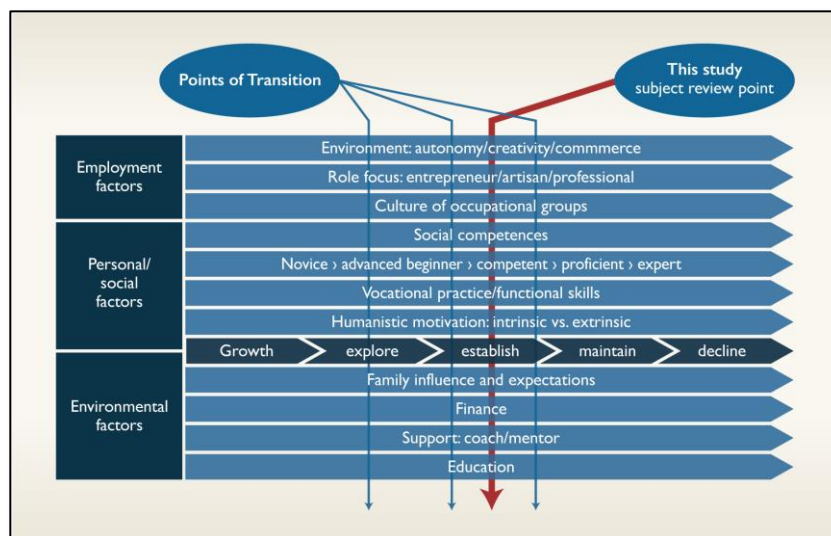 Points of Transition
This study
subject review point
Employment
factors
Environment: autonomy/creativity/commmerce
Role focus: entrepreneur/artisan/professional
Culture of occupational groups
Personal/
social
factors
Social competences
Novice › advanced beginner › competent › proficient › expert
Vocational practice/functional skills
Humanistic motivation: intrinsic vs. extrinsic
Growth explore establish maintain decline
Environmental
factors
Family influence and expectations
Finance
Support: coach/mentor
Education